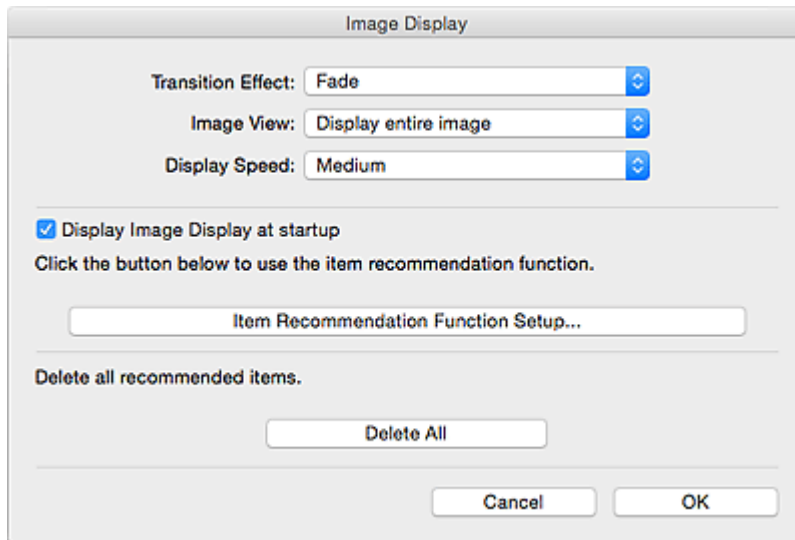 Image Display
Transition Effect: Fade
Image View: Display entire image
Display Speed: Medium
Display Image Display at startup
Click the button below to use the item recommendation function.
Item Recommendation Function Setup...
Delete all recommended items.
Delete All
Cancel OK